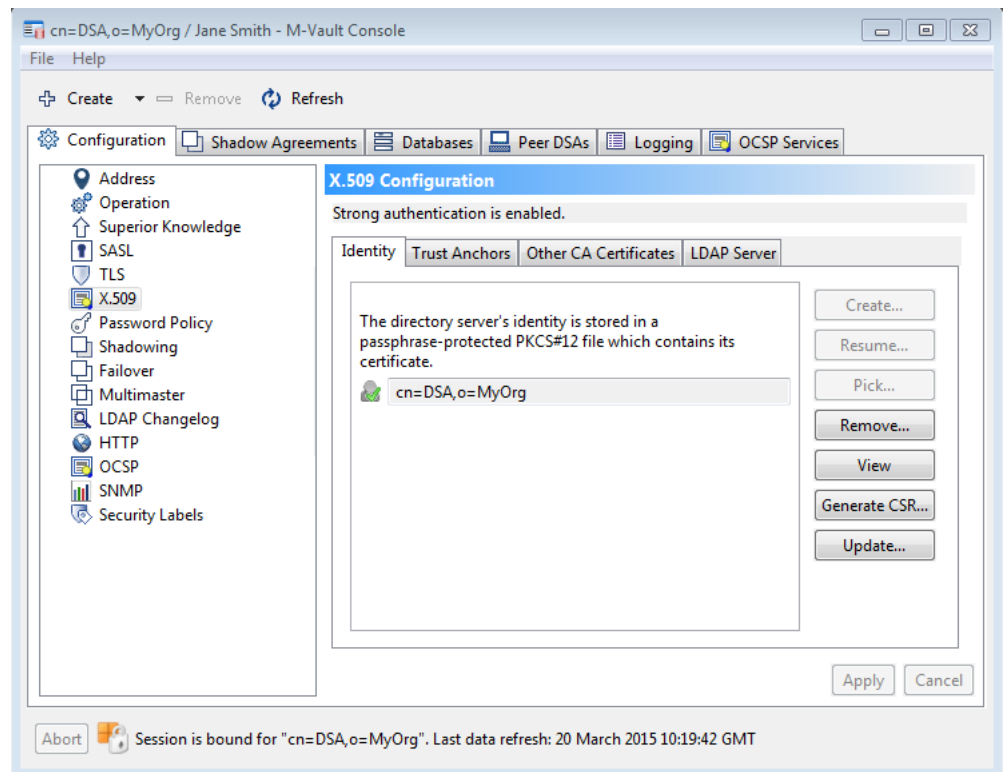 cn=DSA,o=MyOrg / Jane Smith - M-Vault Console
File Help
Create Remove Refresh
Configuration Shadow Agreements Databases Peer DSAs Logging OCSP Services
Address
Operation
Superior Knowledge
SASL
TLS
X.509
Password Policy
Shadowing
Failover
Multimaster
LDAP Changelog
HTTP
OCSP
SNMP
Security Labels
X.509 Configuration
Strong authentication is enabled.
Identity Trust Anchors Other CA Certificates LDAP Server
The directory server's identity is stored in a
passphrase-protected PKCS#12 file which contains its
certificate.
cn=DSA,o=MyOrg
Create...
Resume...
Pick...
Remove...
View
Generate CSR...
Update...
Apply Cancel
Abort Session is bound for "cn=DSA,o=MyOrg". Last data refresh: 20 March 2015 10:19:42 GMT